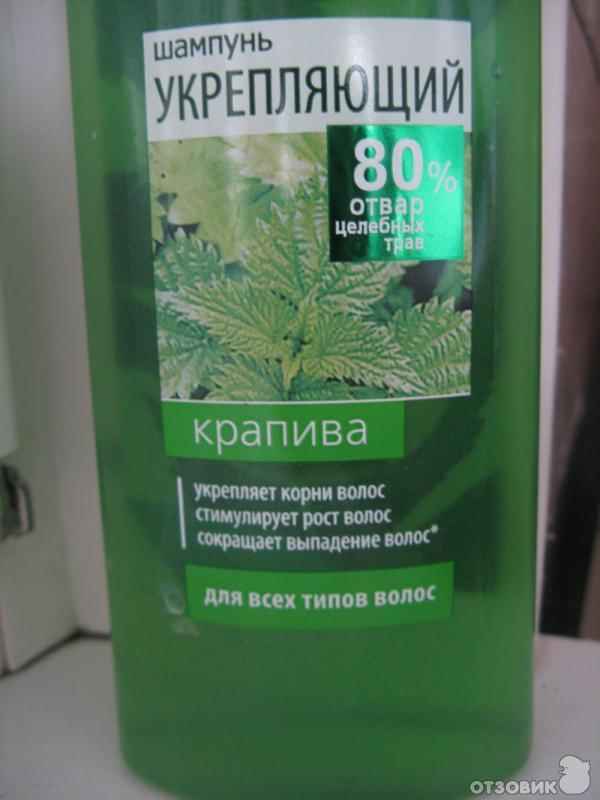 шампунь
УКРЕПЛЯЮЩИЙ
80%
отвар
целебных
трав
крапива
укрепляет корни волос
стимулирует рост волос
сокращает выпадение волос*
для всех типов волос
ОТЗОВИК